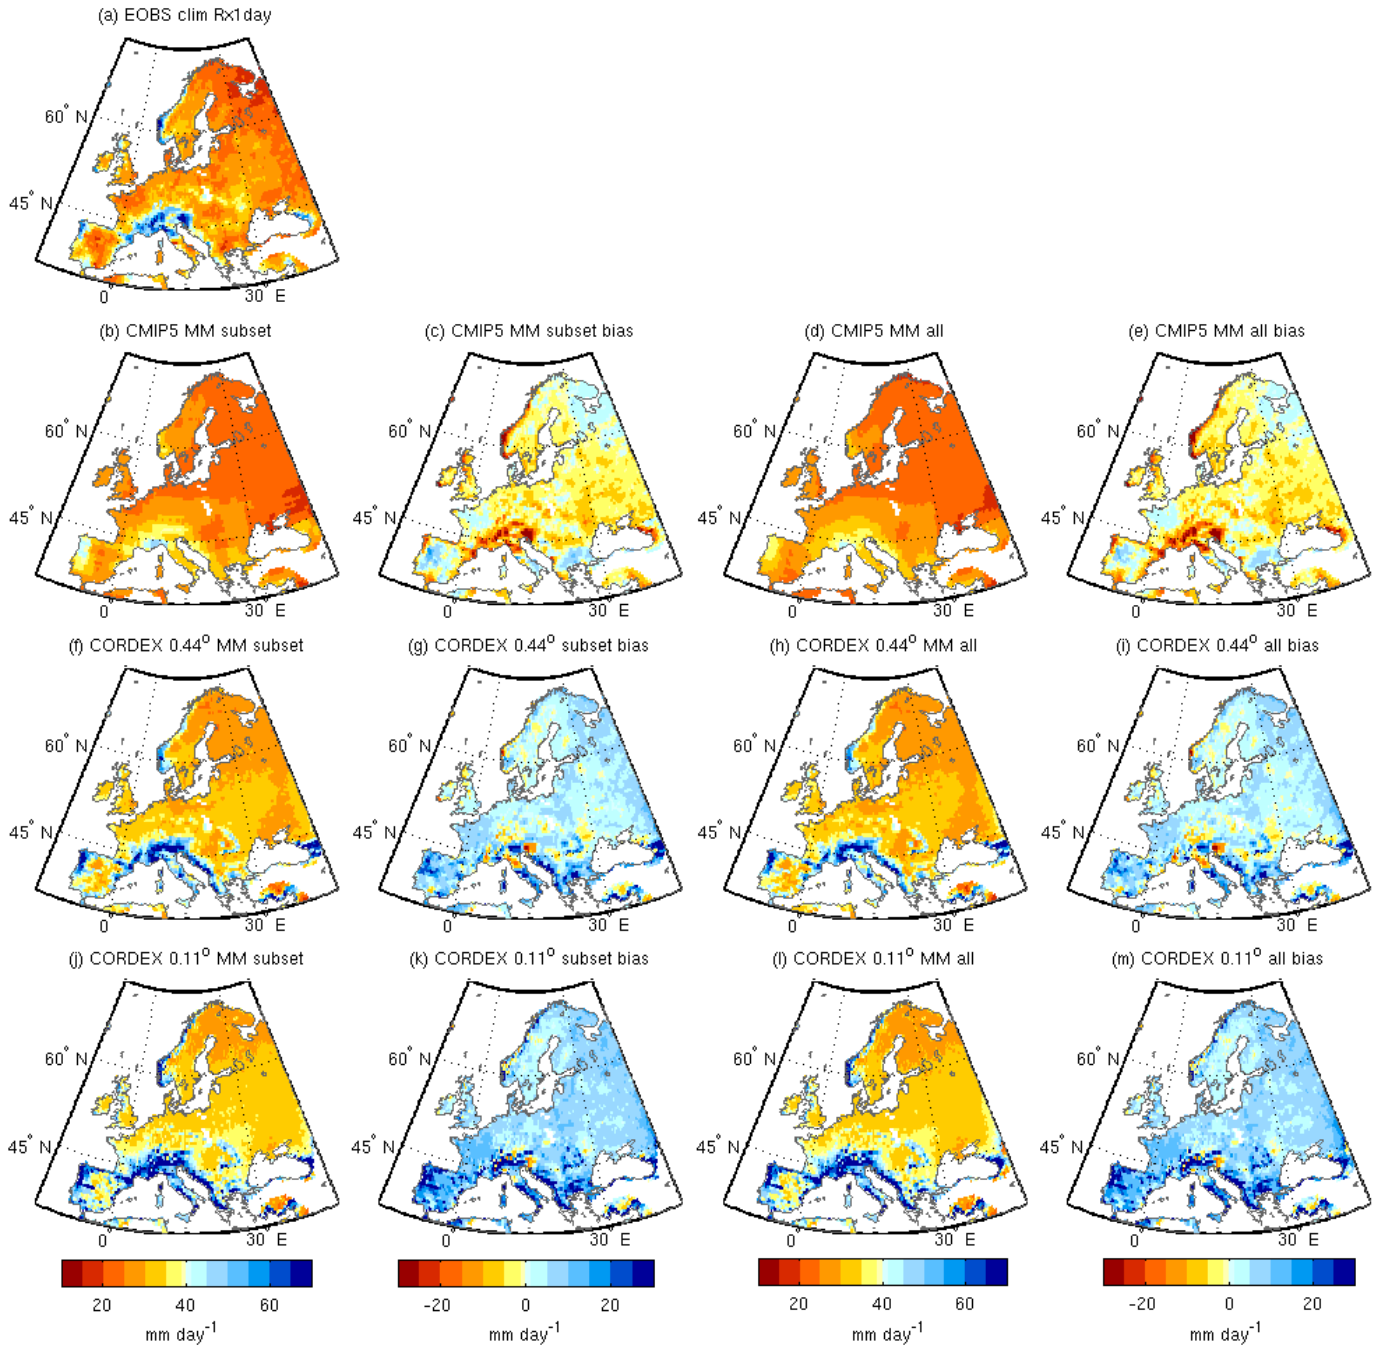 (a) EOBS clim Rx1day
60° N
45° N
0° 30° E
(b) CMIP5 MM subset (c) CMIP5 MM subset bias (d) CMIP5 MM all (e) CMIP5 MM all bias
60° N 60° N 60° N 60° N
45° N 45° N 45° N 45° N
0° 30° E 0° 30° E 0° 30° E 0° 30° E
(f) CORDEX 0.44° MM subset (g) CORDEX 0.44° subset bias (h) CORDEX 0.44° MM all (i) CORDEX 0.44° all bias
60° N 60° N 60° N 60° N
45° N 45° N 45° N 45° N
0° 30° E 0° 30° E 0° 30° E 0° 30° E
(j) CORDEX 0.11° MM subset (k) CORDEX 0.11° subset bias (l) CORDEX 0.11° MM all (m) CORDEX 0.11° all bias
60° N 60° N 60° N 60° N
45° N 45° N 45° N 45° N
0° 30° E 0° 30° E 0° 30° E 0° 30° E
20 40 60 -20 0 20 20 40 60 -20 0 20
mm day⁻¹ mm day⁻¹ mm day⁻¹ mm day⁻¹